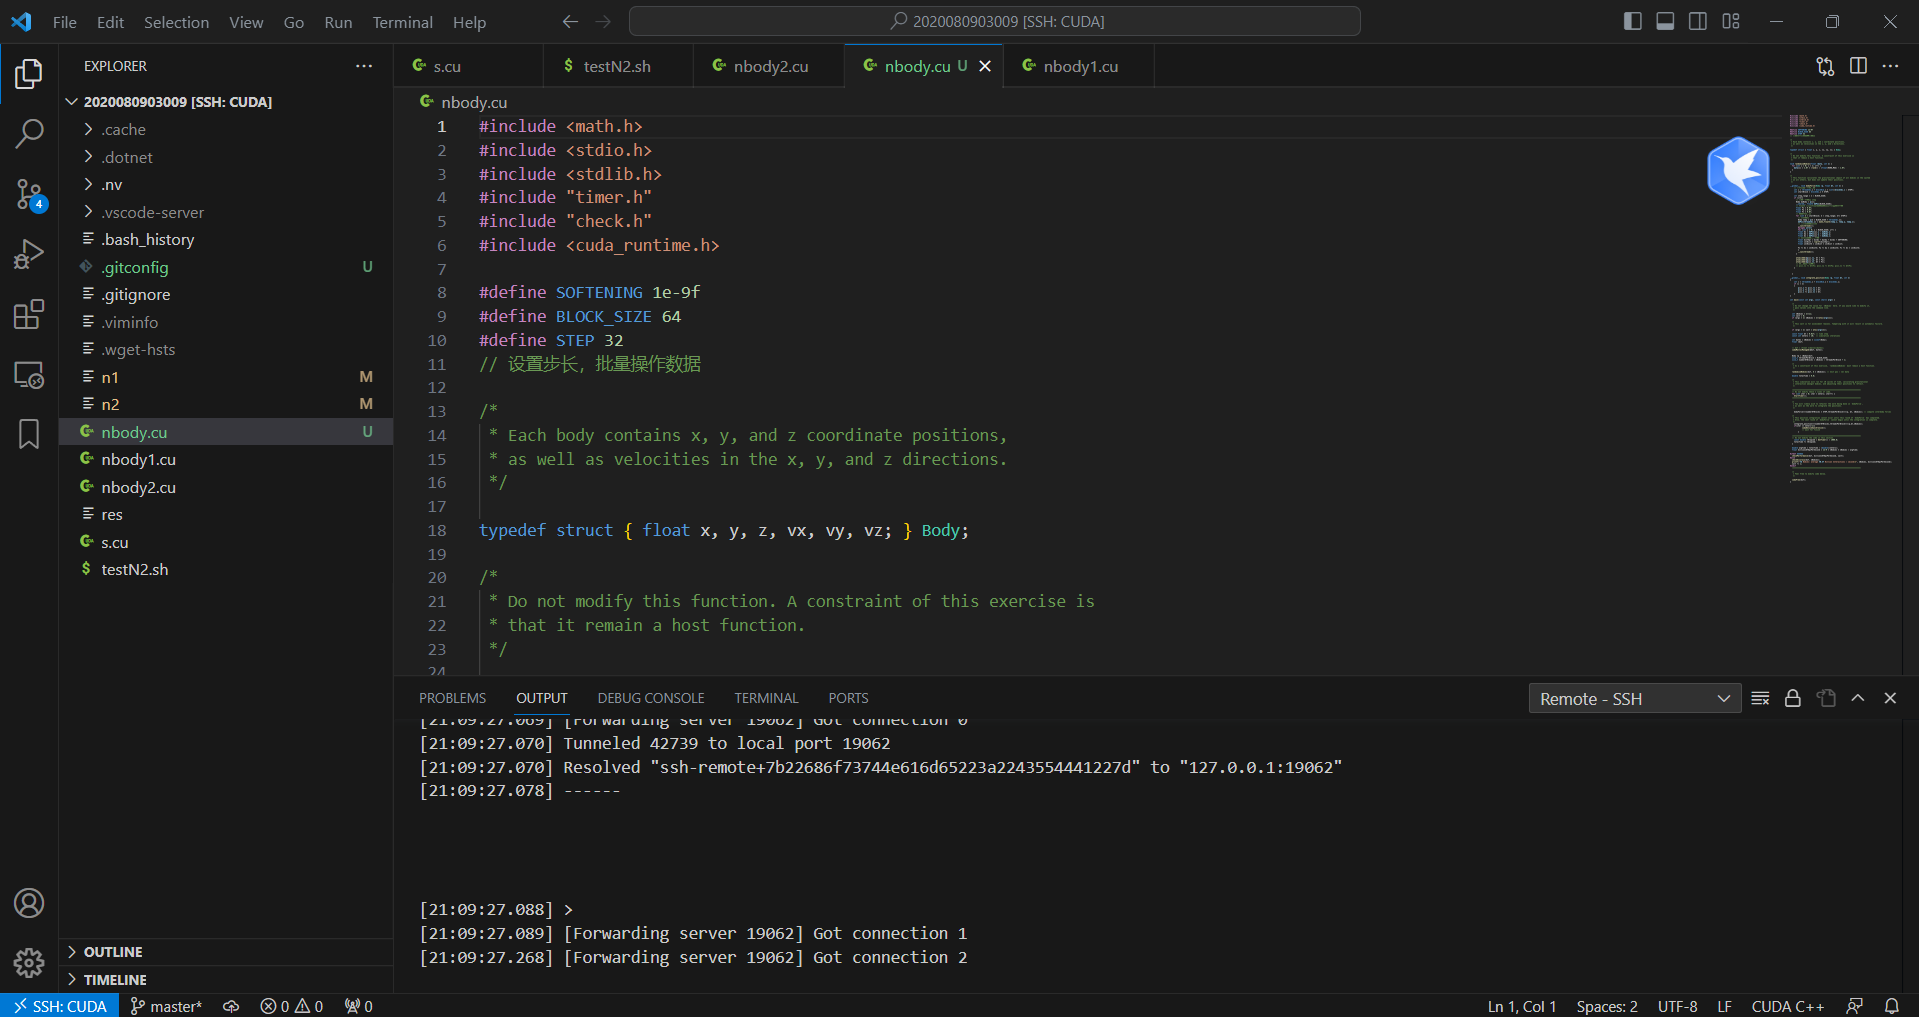 File Edit Selection View Go Run Terminal Help
2020080903009 [SSH: CUDA]
EXPLORER
2020080903009 [SSH: CUDA]
.cache
.dotnet
.nv
.vscode-server
.bash_history
.gitconfig U
.gitignore
.viminfo
.wget-hsts
n1 M
n2 M
nbody.cu U
nbody1.cu
nbody2.cu
res
s.cu
testN2.sh
OUTLINE
TIMELINE
4
s.cu
$ testN2.sh
nbody2.cu
nbody.cu U
nbody1.cu
nbody.cu
1 #include <math.h>
2 #include <stdio.h>
3 #include <stdlib.h>
4 #include "timer.h"
5 #include "check.h"
6 #include <cuda_runtime.h>
7
8 #define SOFTENING 1e-9f
9 #define BLOCK_SIZE 64
10 #define STEP 32
11 // 设置步长，批量操作数据
12
13 /*
14  * Each body contains x, y, and z coordinate positions,
15  * as well as velocities in the x, y, and z directions.
16  */
17
18 typedef struct { float x, y, z, vx, vy, vz; } Body;
19
20 /*
21  * Do not modify this function. A constraint of this exercise is
22  * that it remain a host function.
23  */
24
PROBLEMS OUTPUT DEBUG CONSOLE TERMINAL PORTS
Remote - SSH
[21:09:27.069] [Forwarding server 19062] Got connection 0
[21:09:27.070] Tunneled 42739 to local port 19062
[21:09:27.070] Resolved "ssh-remote+7b22686f73744e616d65223a2243554441227d" to "127.0.0.1:19062"
[21:09:27.078] ------
[21:09:27.088] >
[21:09:27.089] [Forwarding server 19062] Got connection 1
[21:09:27.268] [Forwarding server 19062] Got connection 2
SSH: CUDA master* 0 0 0
Ln 1, Col 1 Spaces: 2 UTF-8 LF CUDA C++